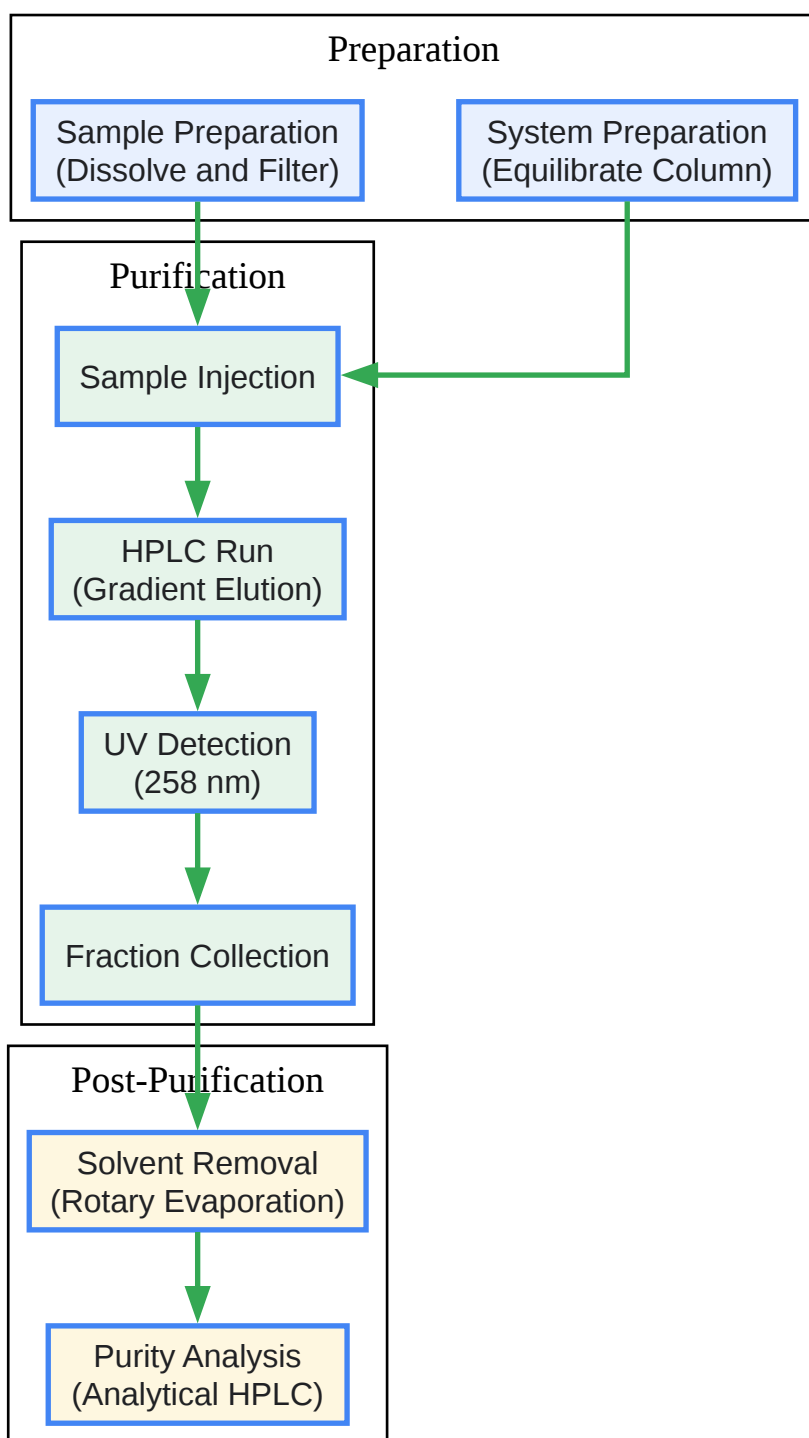 Preparation
Sample Preparation
(Dissolve and Filter)
System Preparation
(Equilibrate Column)
Purification
Sample Injection
HPLC Run
(Gradient Elution)
UV Detection
(258 nm)
Fraction Collection
Post-Purification
Solvent Removal
(Rotary Evaporation)
Purity Analysis
(Analytical HPLC)